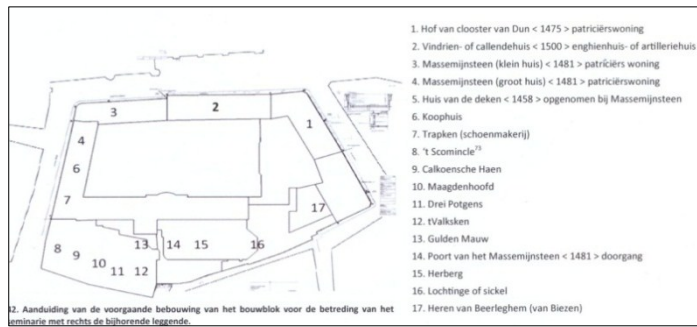 1. Hof van clooster van Dun < 1475 > patriciërswoning
2. Vindrien- of callendehuis < 1500 > enghienhuis- of artilleriehuis
3. Massemijnsteen (klein huis) < 1481 > patriciërs woning
4. Massemijnsteen (groot huis) < 1481 > patriciërswoning
5. Huis van de deken < 1458 > opgenomen bij Massemijnsteen
6. Koophuis
7. Trapken (schoenmakerij)
8. 't Scomincle73
9. Calkoensche Haen
10. Maagdenhoofd
11. Drei Potgens
12. tValksken
13. Gulden Mauw
14. Poort van het Massemijnsteen < 1481 > doorgang
15. Herberg
16. Lochtinge of sickel
17. Heren van Beerleghem (van Biezen)
3
2
1
4
6
7
17
8
9
10
11
12
13
14
15
16
32. Aanduiding van de voorgaande bebouwing van het bouwblok voor de betreding van het
seminarie met rechts de bijhorende leggende.